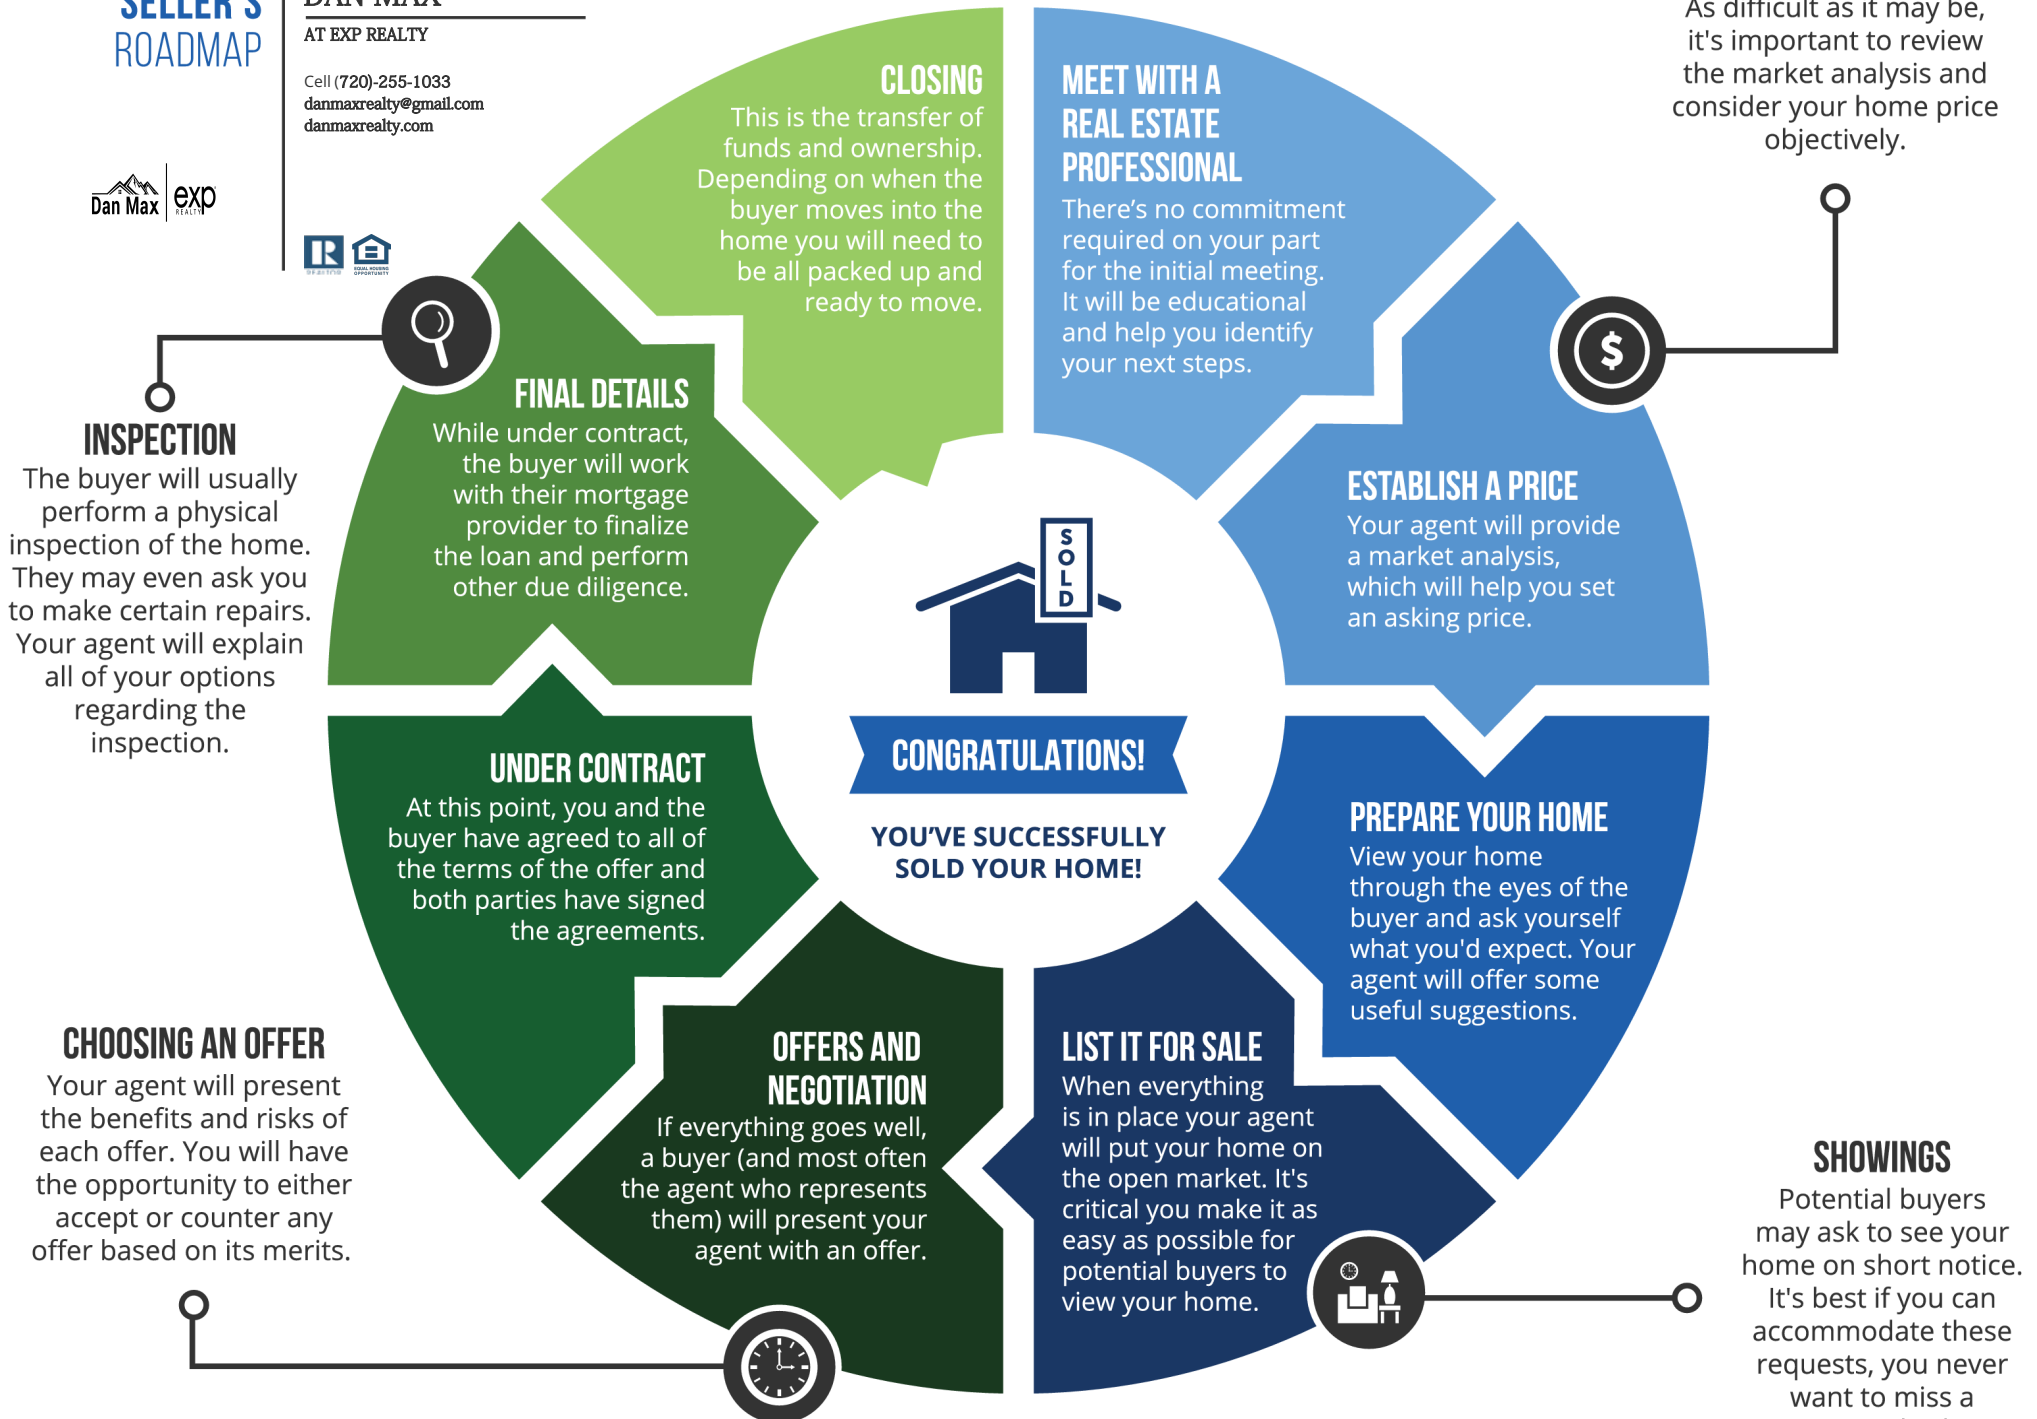 SELLER'S
ROADMAP
DAN MAX
AT EXP REALTY
Cell (720)-255-1033
danmaxrealty@gmail.com
danmaxrealty.com
Dan Max
exp
REALTY
R
REALTOR
EQUAL HOUSING
OPPORTUNITY
As difficult as it may be,
it's important to review
the market analysis and
consider your home price
objectively.
$
MEET WITH A
REAL ESTATE
PROFESSIONAL
There's no commitment
required on your part
for the initial meeting.
It will be educational
and help you identify
your next steps.
ESTABLISH A PRICE
Your agent will provide
a market analysis,
which will help you set
an asking price.
PREPARE YOUR HOME
View your home
through the eyes of the
buyer and ask yourself
what you'd expect. Your
agent will offer some
useful suggestions.
LIST IT FOR SALE
When everything
is in place your agent
will put your home on
the open market. It's
critical you make it as
easy as possible for
potential buyers to
view your home.
SHOWINGS
Potential buyers
may ask to see your
home on short notice.
It's best if you can
accommodate these
requests, you never
want to miss a
OFFERS AND
NEGOTIATION
If everything goes well,
a buyer (and most often
the agent who represents
them) will present your
agent with an offer.
CHOOSING AN OFFER
Your agent will present
the benefits and risks of
each offer. You will have
the opportunity to either
accept or counter any
offer based on its merits.
UNDER CONTRACT
At this point, you and the
buyer have agreed to all of
the terms of the offer and
both parties have signed
the agreements.
FINAL DETAILS
While under contract,
the buyer will work
with their mortgage
provider to finalize
the loan and perform
other due diligence.
INSPECTION
The buyer will usually
perform a physical
inspection of the home.
They may even ask you
to make certain repairs.
Your agent will explain
all of your options
regarding the
inspection.
CLOSING
This is the transfer of
funds and ownership.
Depending on when the
buyer moves into the
home you will need to
be all packed up and
ready to move.
SOLD
CONGRATULATIONS!
YOU'VE SUCCESSFULLY
SOLD YOUR HOME!